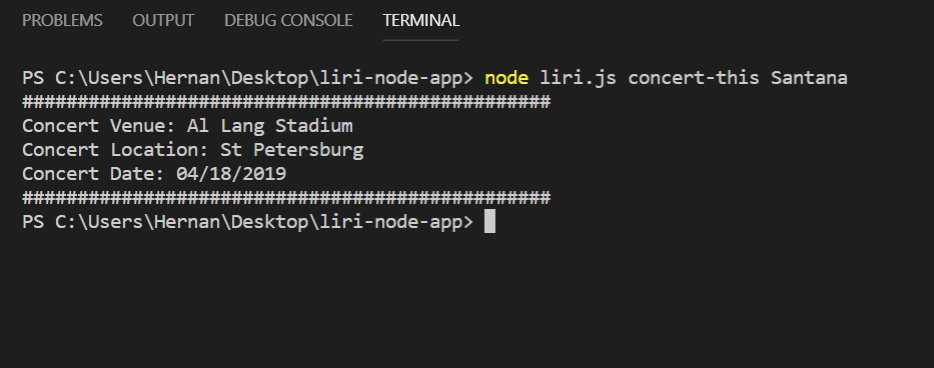 PROBLEMS OUTPUT DEBUG CONSOLE TERMINAL
PS C:\Users\Hernan\Desktop\liri-node-app> node liri.js concert-this Santana
################################################
Concert Venue: Al Lang Stadium
Concert Location: St Petersburg
Concert Date: 04/18/2019
################################################
PS C:\Users\Hernan\Desktop\liri-node-app>